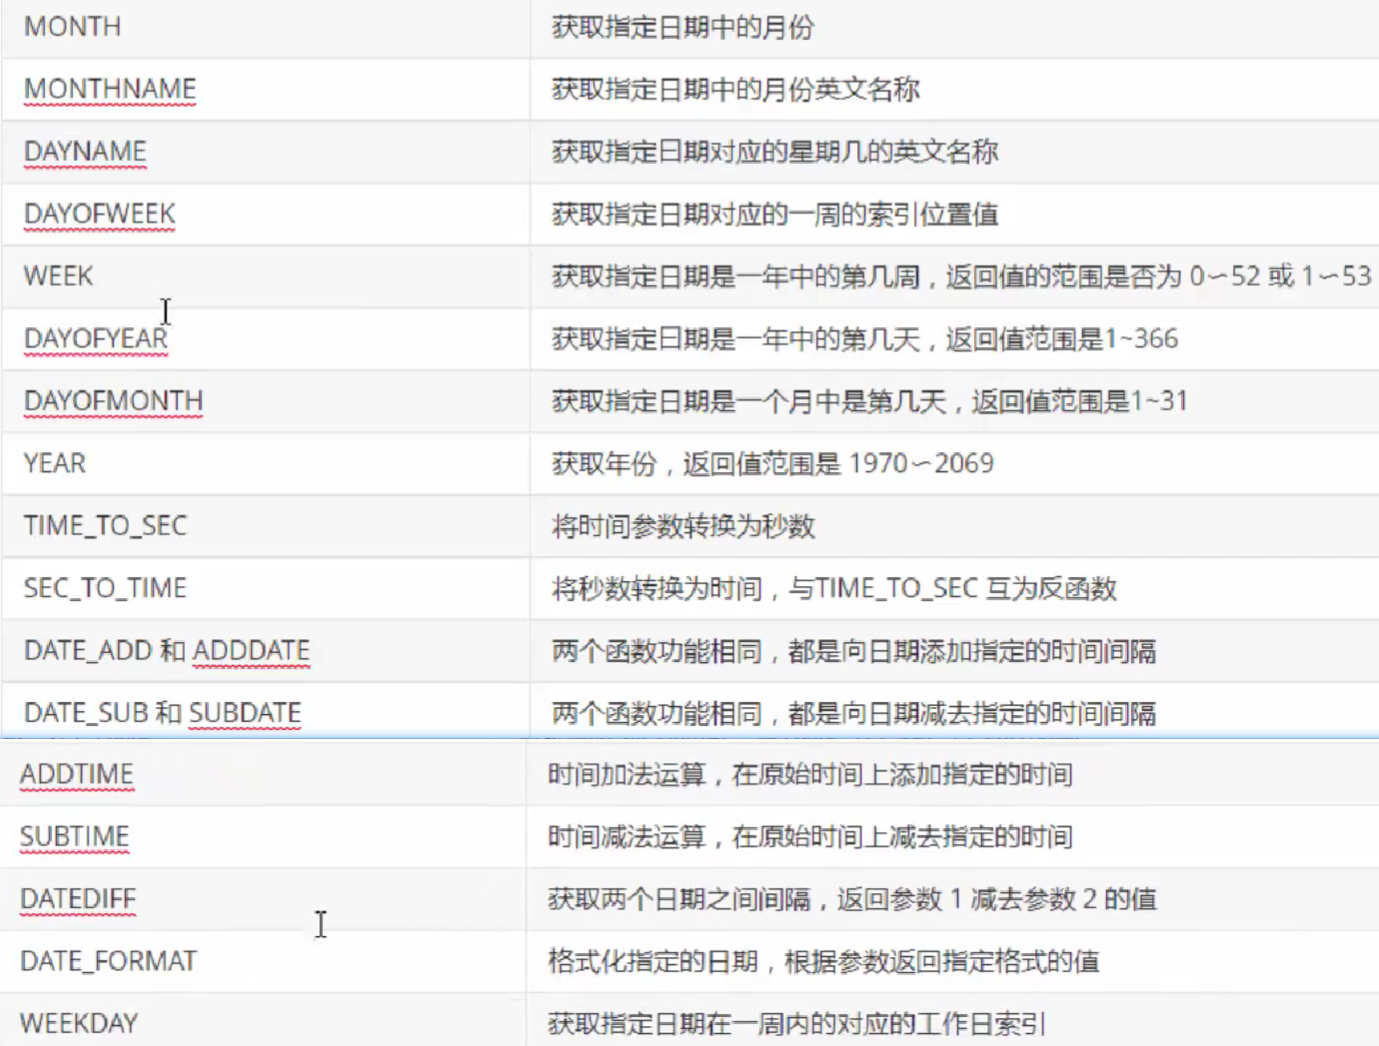 MONTH 获取指定日期中的月份
MONTHNAME 获取指定日期中的月份英文名称
DAYNAME 获取指定日期对应的星期几的英文名称
DAYOFWEEK 获取指定日期对应的一周的索引位置值
WEEK 获取指定日期是一年中的第几周，返回值的范围是否为 0〜52 或 1〜53
DAYOFYEAR 获取指定日期是一年中的第几天，返回值范围是1~366
DAYOFMONTH 获取指定日期是一个月中是第几天，返回值范围是1~31
YEAR 获取年份，返回值范围是 1970〜2069
TIME_TO_SEC 将时间参数转换为秒数
SEC_TO_TIME 将秒数转换为时间，与TIME_TO_SEC 互为反函数
DATE_ADD 和 ADDDATE 两个函数功能相同，都是向日期添加指定的时间间隔
DATE_SUB 和 SUBDATE 两个函数功能相同，都是向日期减去指定的时间间隔
ADDTIME 时间加法运算，在原始时间上添加指定的时间
SUBTIME 时间减法运算，在原始时间上减去指定的时间
DATEDIFF 获取两个日期之间间隔，返回参数 1 减去参数 2 的值
DATE_FORMAT 格式化指定的日期，根据参数返回指定格式的值
WEEKDAY 获取指定日期在一周内的对应的工作日索引